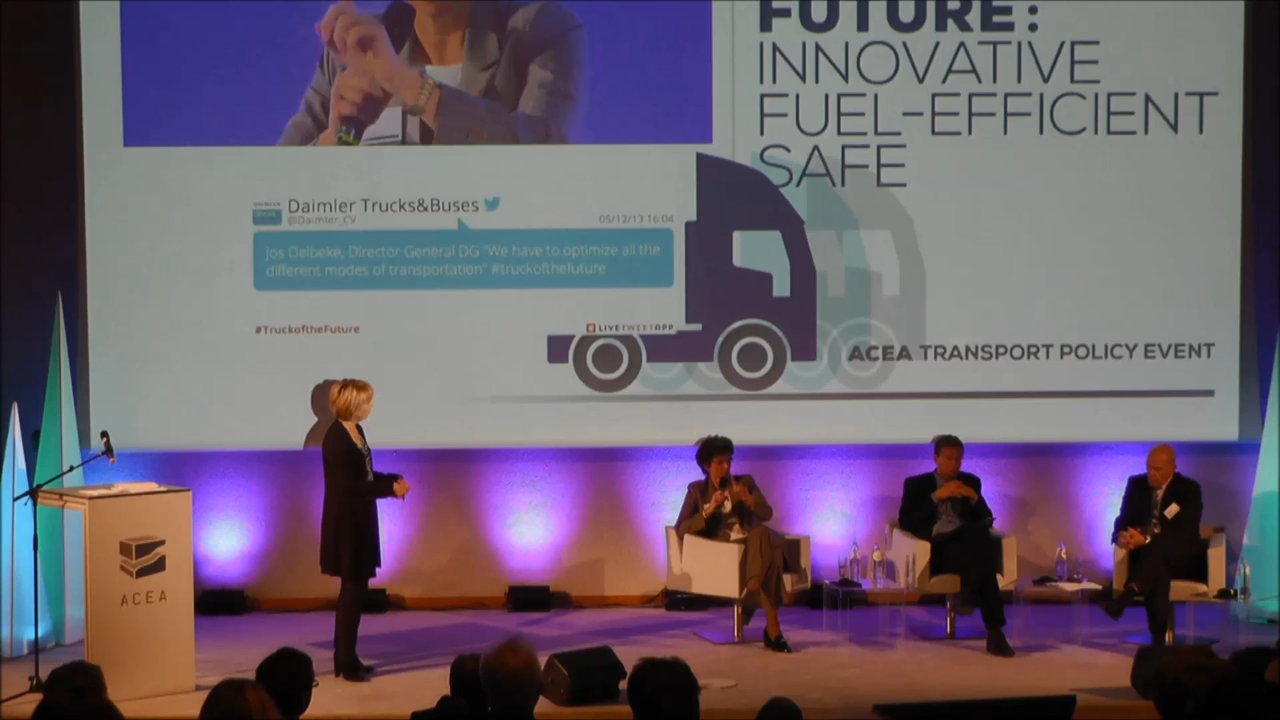 FUTURE:
INNOVATIVE
FUEL-EFFICIENT
SAFE
Daimler Trucks&Buses
@Daimler_CV
05/12/13 16:04
Jos Delbeke, Director General DG "We have to optimize all the
different modes of transportation" #truckofthefuture
#TruckoftheFuture
LIVETWEETAPP
ACEA TRANSPORT POLICY EVENT
ACEA